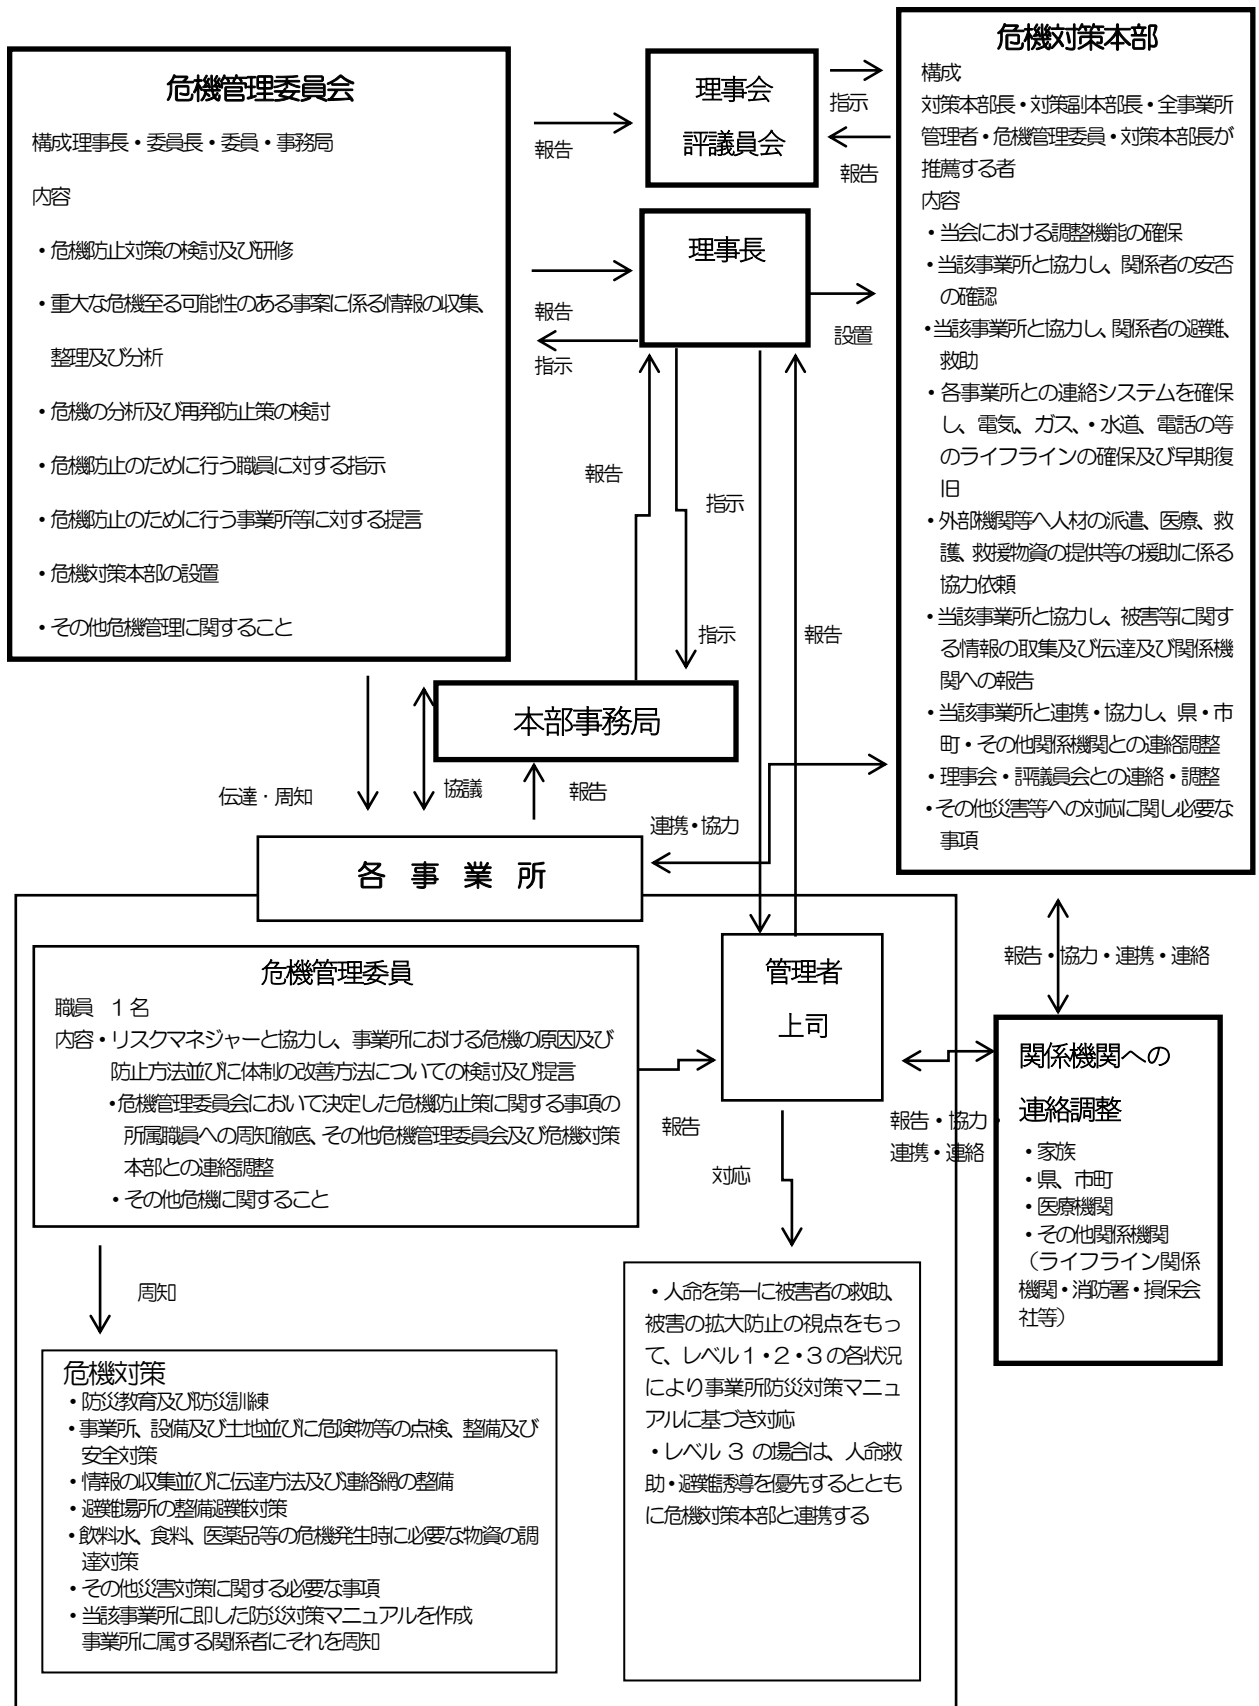 危機管理委員会
構成理事長・委員長・委員・事務局
内容
・危機防止対策の検討及び研修
・重大な危機至る可能性のある事案に係る情報の収集、
整理及び分析
・危機の分析及び再発防止策の検討
・危機防止のために行う職員に対する指示
・危機防止のために行う事業所等に対する提言
・危機対策本部の設置
・その他危機管理に関すること
報告
理事会
評議員会
指示
報告
報告
指示
理事長
設置
危機対策本部
構成
対策本部長・対策副本部長・全事業所
管理者・危機管理委員・対策本部長が
推薦する者
内容
・当会における調整機能の確保
・当該事業所と協力し、関係者の安否
の確認
・当該事業所と協力し、関係者の避難、
救助
・各事業所との連絡システムを確保
し、電気、ガス、・水道、電話の等
のライフラインの確保及び早期復
旧
・外部機関等へ人材の派遣、医療、救
護、救援物資の提供等の援助に係る
協力依頼
・当該事業所と協力し、被害等に関す
る情報の取集及び伝達及び関係機
関への報告
・当該事業所と連携・協力し、県・市
町・その他関係機関との連絡調整
・理事会・評議員会との連絡・調整
・その他災害等への対応に関し必要な
事項
報告
指示
指示
報告
本部事務局
伝達・周知
協議
報告
連携・協力
各 事 業 所
報告・協力・連携・連絡
危機管理委員
職員 1名
内容・リスクマネジャーと協力し、事業所における危機の原因及び
防止方法並びに体制の改善方法についての検討及び提言
・危機管理委員会において決定した危機防止策に関する事項の
所属職員への周知徹底、その他危機管理委員会及び危機対策
本部との連絡調整
・その他危機に関すること
報告
管理者
上司
報告・協力・
連携・連絡
関係機関への
連絡調整
・家族
・県、市町
・医療機関
・その他関係機関
（ライフライン関係
機関・消防署・損保会
社等）
対応
周知
危機対策
・防災教育及び防災訓練
・事業所、設備及び土地並びに危険物等の点検、整備及び
安全対策
・情報の収集並びに伝達方法及び連絡網の整備
・避難場所の整備避難対策
・飲料水、食料、医薬品等の危機発生時に必要な物資の調
達対策
・その他災害対策に関する必要な事項
・当該事業所に即した防災対策マニュアルを作成
事業所に属する関係者にそれを周知
・人命を第一に被害者の救助、
被害の拡大防止の視点をもっ
て、レベル1・2・3の各状況
により事業所防災対策マニュ
アルに基づき対応
・レベル 3 の場合は、人命救
助・避難誘導を優先するととも
に危機対策本部と連携する